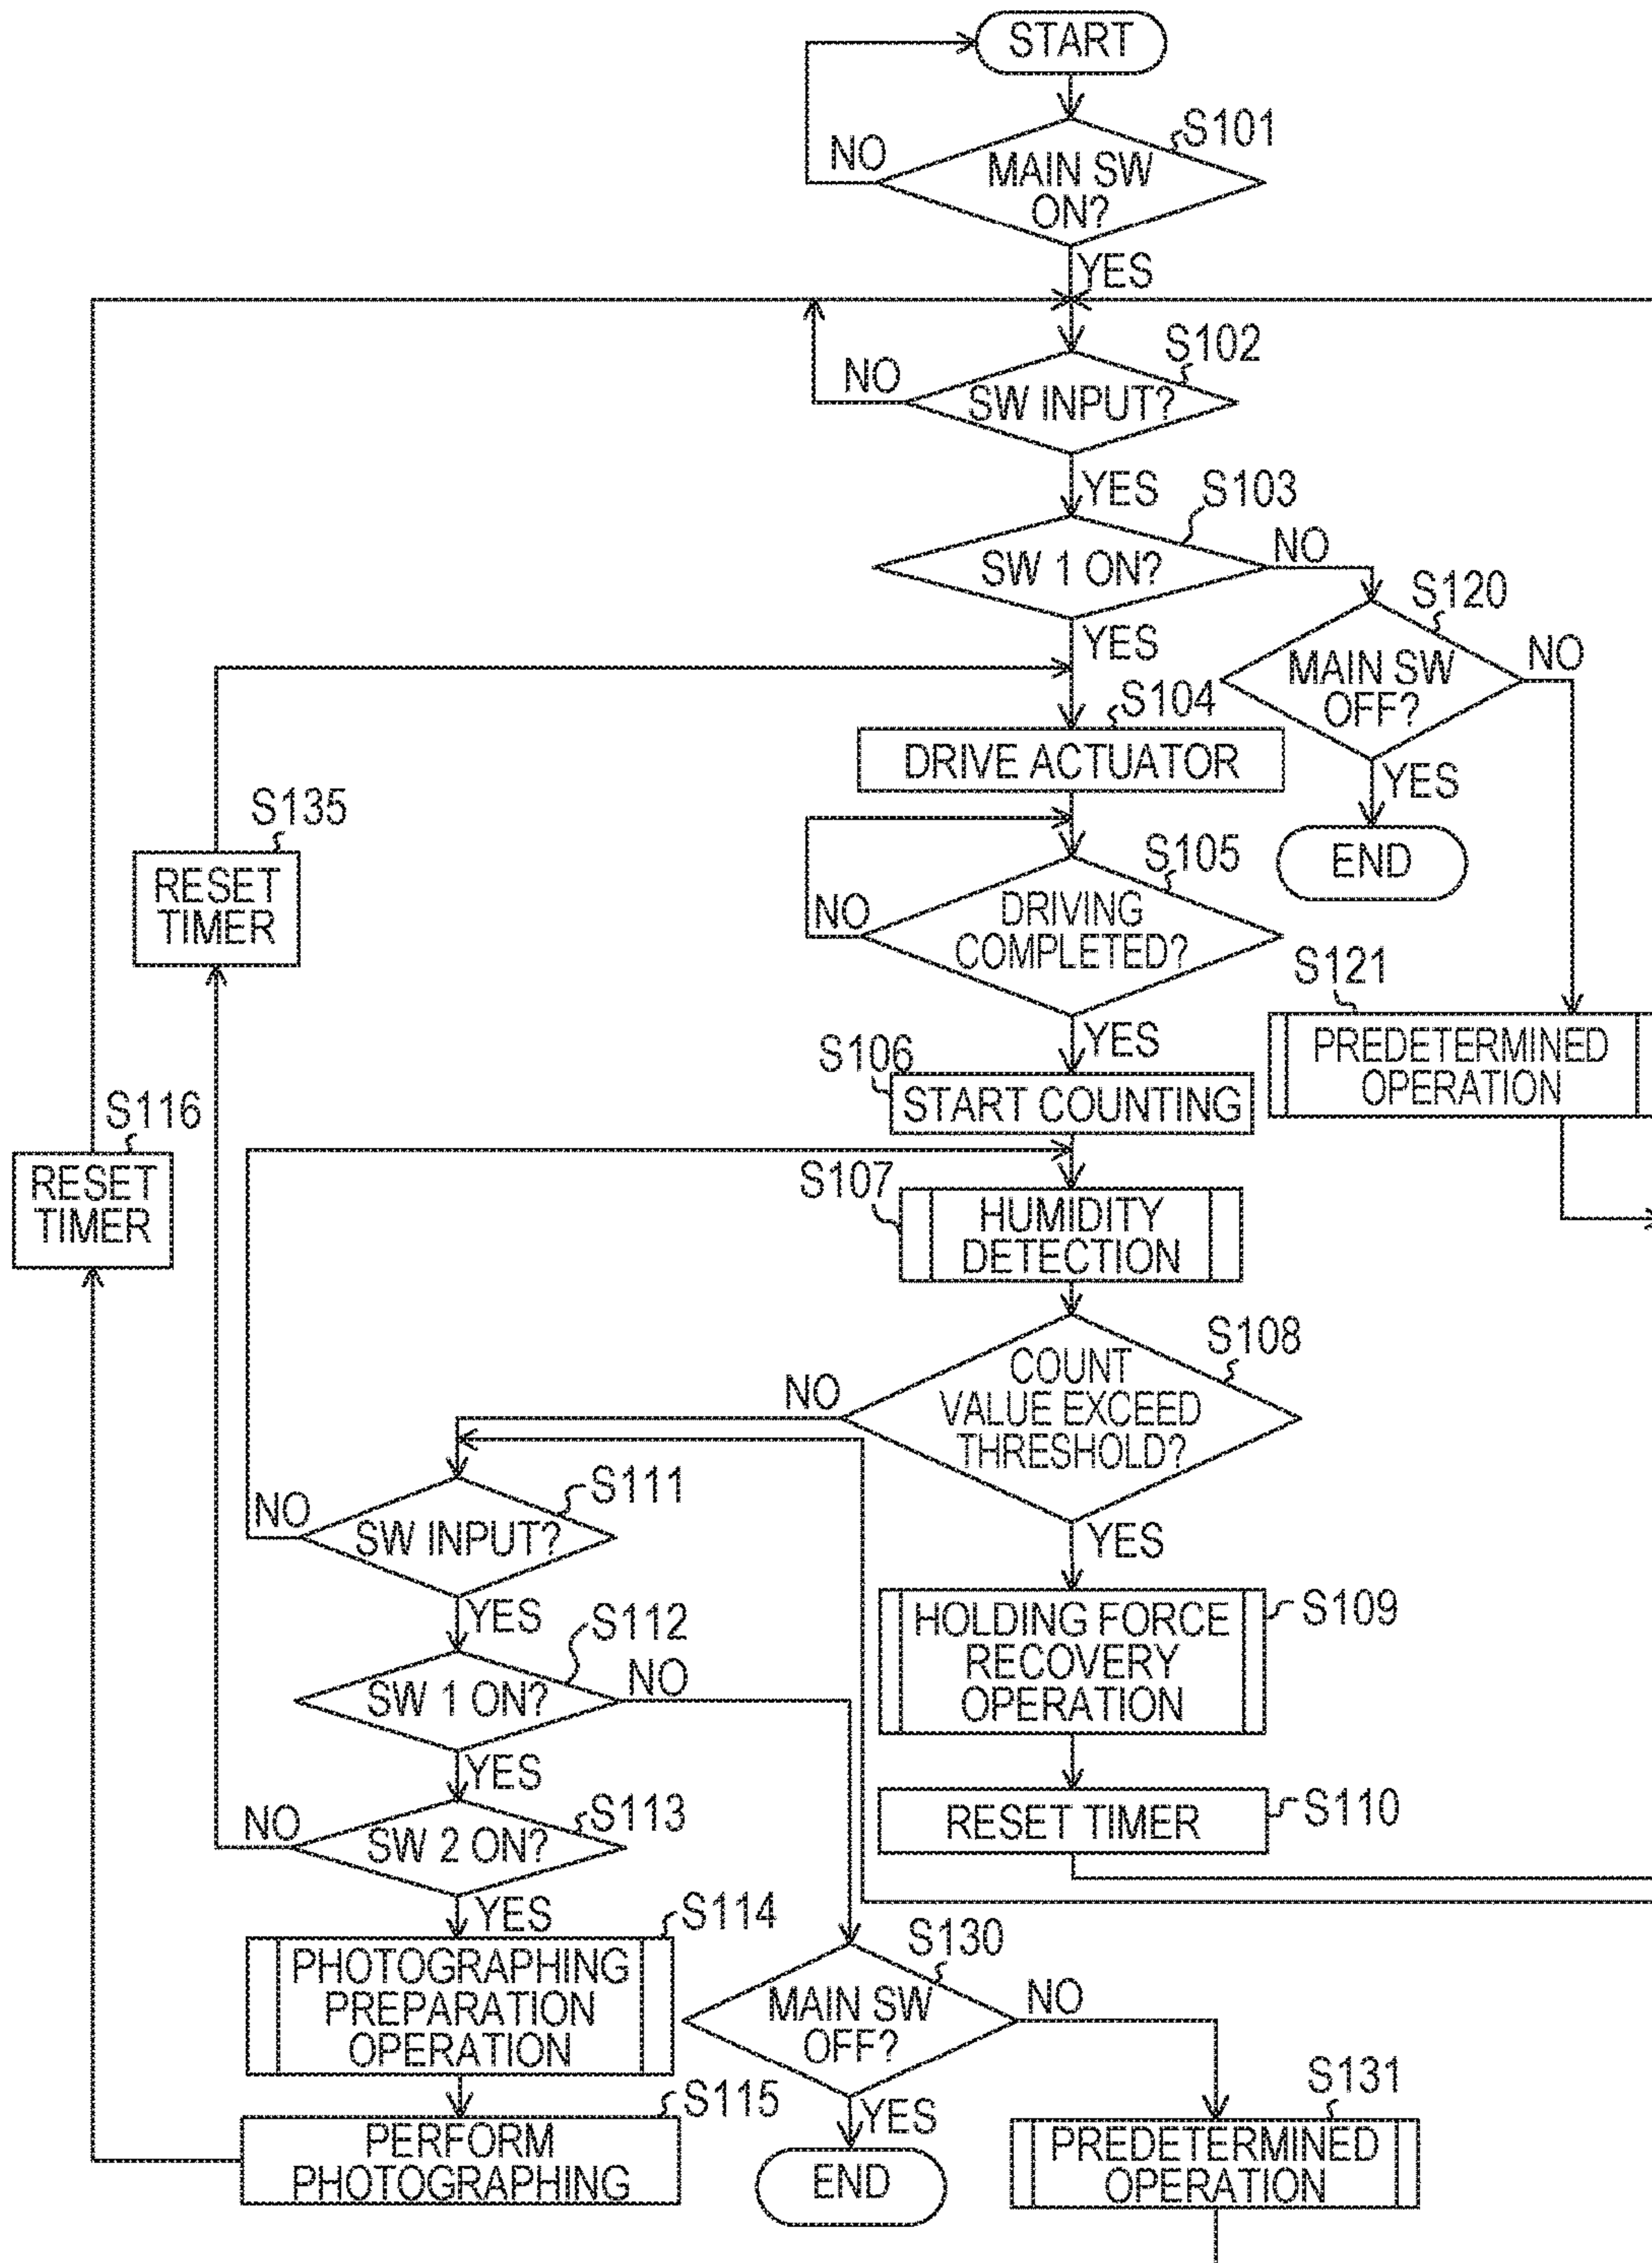 START
S101
NO
MAIN SW
ON?
YES
S102
NO
SW INPUT?
YES
S103
SW 1 ON?
NO
S120
YES
MAIN SW
OFF?
NO
S104
DRIVE ACTUATOR
YES
END
S135
RESET
TIMER
S105
NO
DRIVING
COMPLETED?
YES
S121
PREDETERMINED
OPERATION
S106
START COUNTING
S116
RESET
TIMER
S107
HUMIDITY
DETECTION
S108
NO
COUNT
VALUE EXCEED
THRESHOLD?
YES
S111
NO
SW INPUT?
YES
S109
HOLDING FORCE
RECOVERY
OPERATION
S112
SW 1 ON?
NO
YES
S110
RESET TIMER
S113
NO
SW 2 ON?
YES
S114
PHOTOGRAPHING
PREPARATION
OPERATION
S130
MAIN SW
OFF?
NO
YES
END
S115
PERFORM
PHOTOGRAPHING
S131
PREDETERMINED
OPERATION